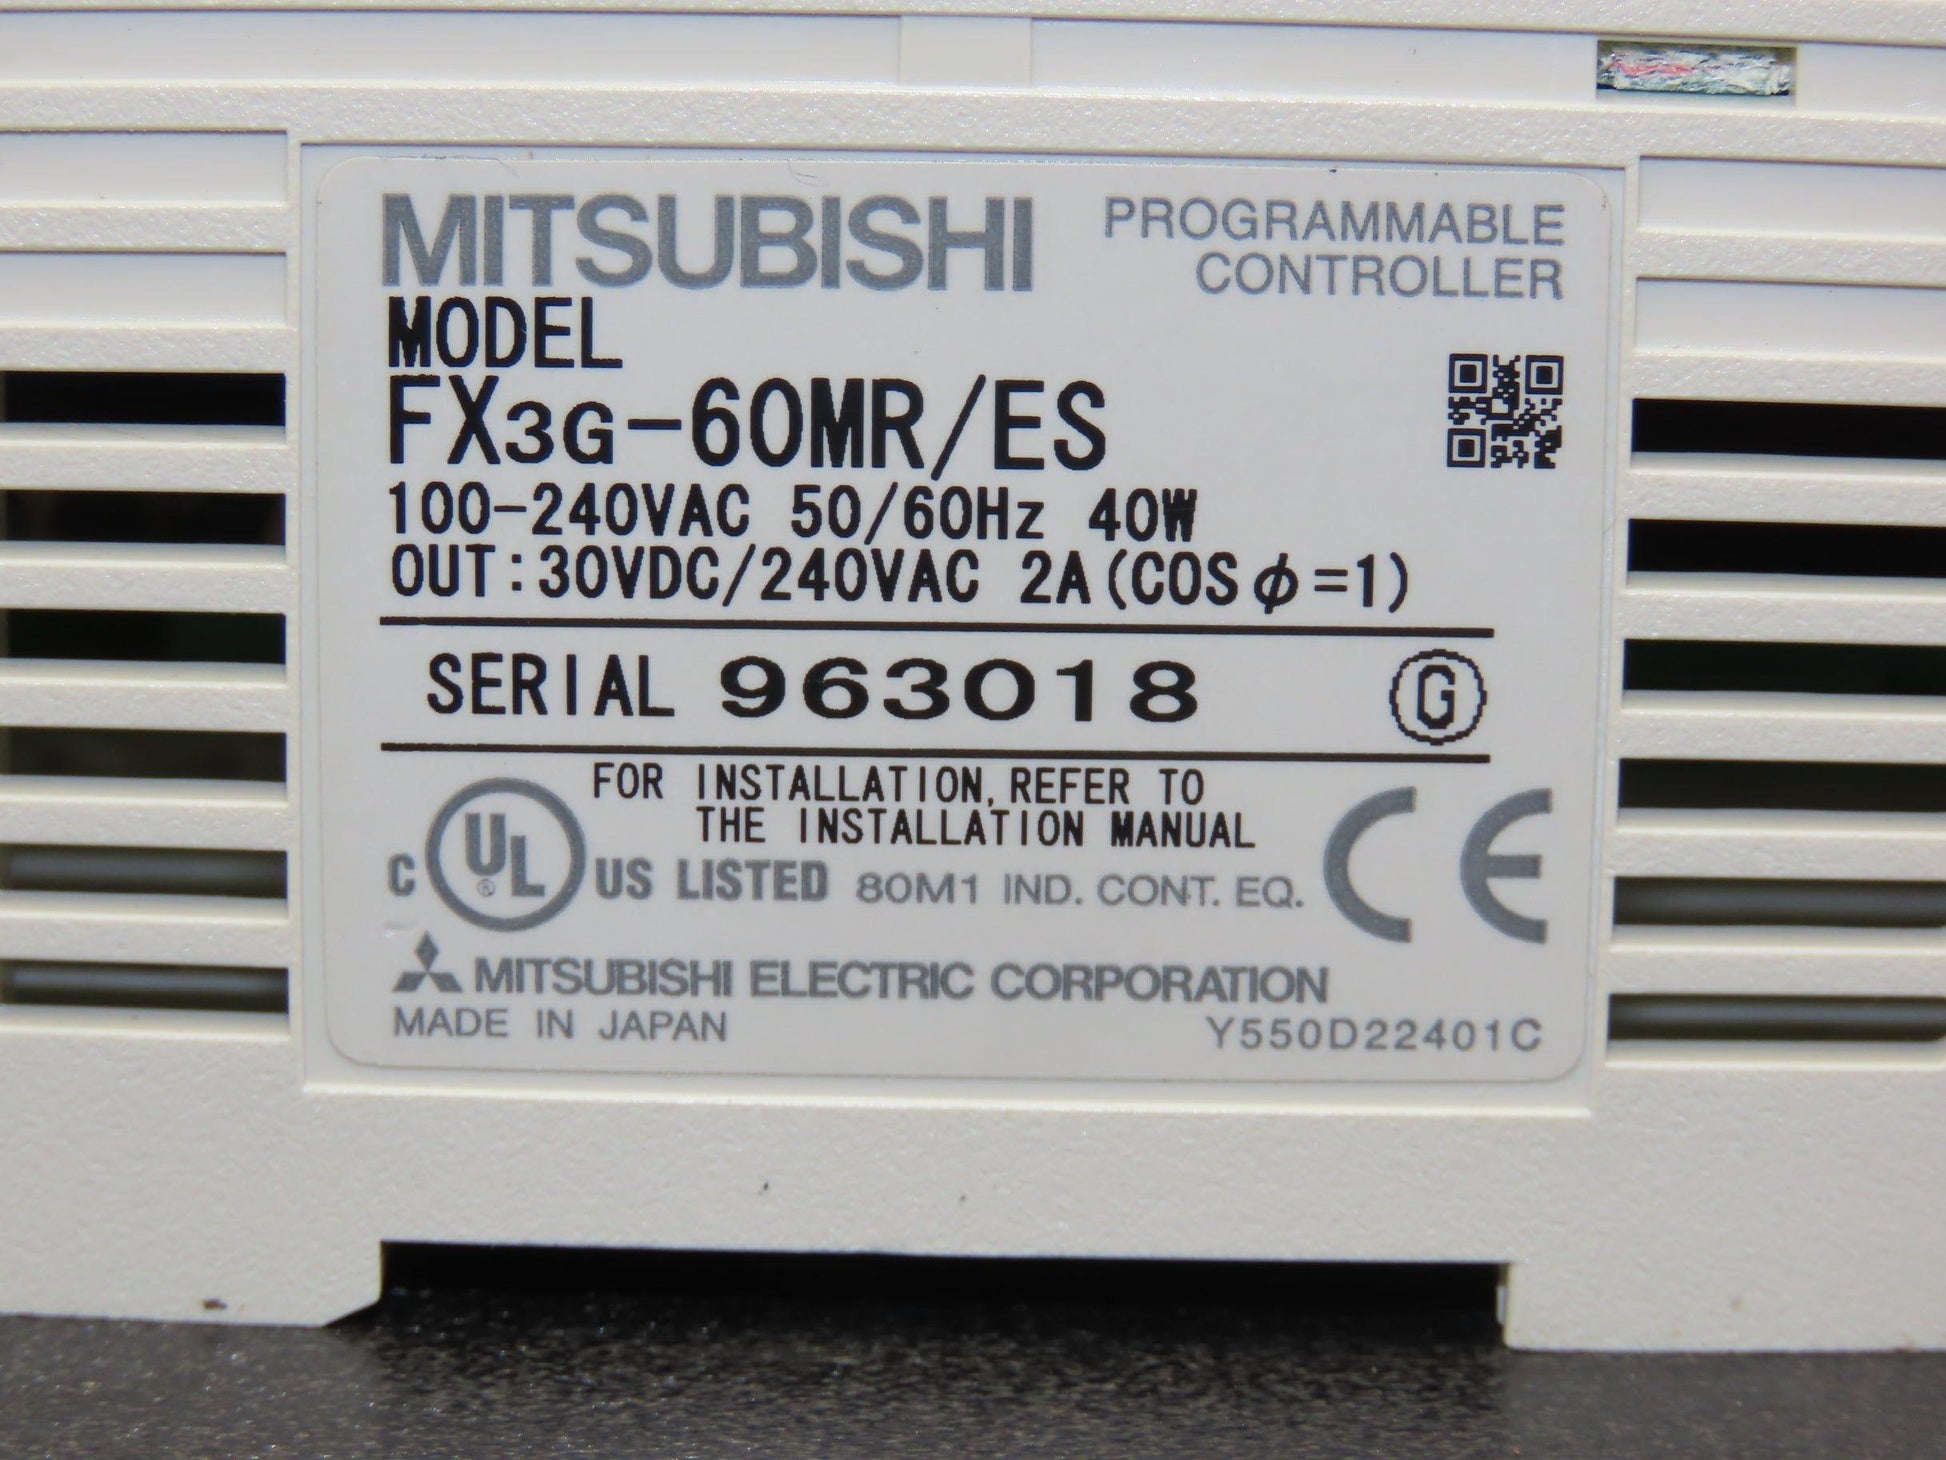 MITSUBISHI
PROGRAMMABLE
CONTROLLER
MODEL
FX3G-60MR/ES
100-240VAC 50/60Hz 40W
OUT:30VDC/240VAC 2A(COSφ=1)
SERIAL 963018 G
FOR INSTALLATION, REFER TO
THE INSTALLATION MANUAL
C UL® US LISTED 80M1 IND. CONT. EQ. CE
MITSUBISHI ELECTRIC CORPORATION
MADE IN JAPAN Y550D22401C